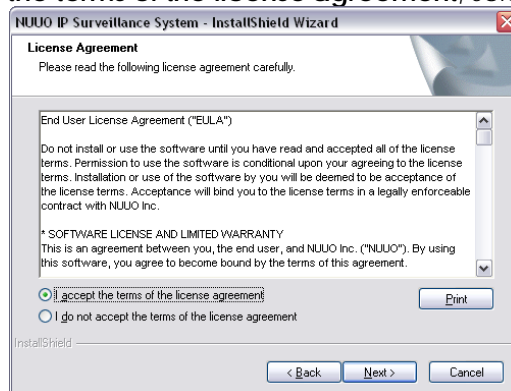 the terms of the license agreement,
NUUO IP Surveillance System - InstallShield Wizard
License Agreement
Please read the following license agreement carefully.
End User License Agreement ("EULA")
Do not install or use the software until you have read and accepted all of the license
terms. Permission to use the software is conditional upon your agreeing to the license
terms. Installation or use of the software by you will be deemed to be acceptance of
the license terms. Acceptance will bind you to the license terms in a legally enforceable
contract with NUUO Inc.
* SOFTWARE LICENSE AND LIMITED WARRANTY
This is an agreement between you, the end user, and NUUO Inc. ("NUUO"). By using
this software, you agree to become bound by the terms of this agreement.
I accept the terms of the license agreement
Print
I do not accept the terms of the license agreement
InstallShield
< Back
Next >
Cancel